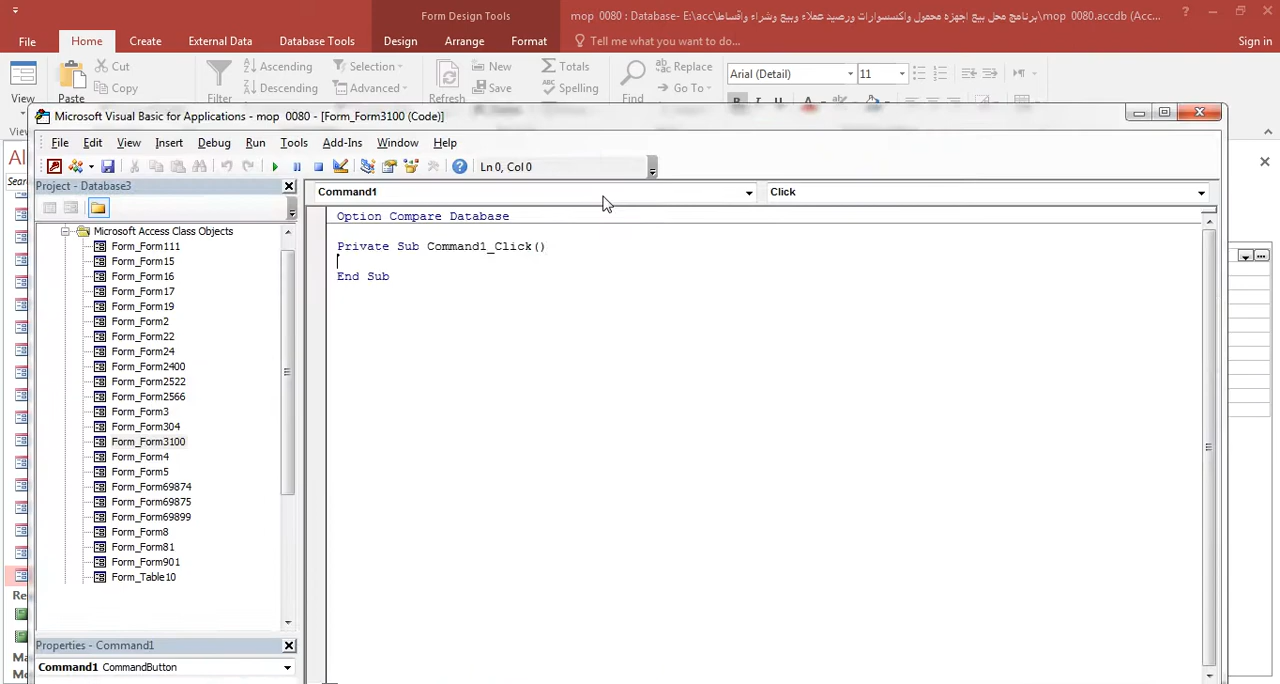 Form Design Tools
mop 0080 : Database- E:\acc\برنامج محل بيع اجهزه محمول واكسسوارات ورصيد عملاء وبيع وشراء وأقساط\mop 0080.accdb (Acc...
?
File
Home
Create
External Data
Database Tools
Design
Arrange
Format
Tell me what you want to do...
Sign in
View
Paste
Cut
Copy
Filter
Ascending
Descending
Selection
Advanced
Refresh
New
Save
Totals
Spelling
Find
Replace
Go To
Arial (Detail)
11
B
Microsoft Visual Basic for Applications - mop 0080 - [Form_Form3100 (Code)]
File Edit View Insert Debug Run Tools Add-Ins Window Help
Ln 0, Col 0
Project - Database3
Microsoft Access Class Objects
Form_Form111
Form_Form15
Form_Form16
Form_Form17
Form_Form19
Form_Form2
Form_Form22
Form_Form24
Form_Form2400
Form_Form2522
Form_Form2566
Form_Form3
Form_Form304
Form_Form3100
Form_Form4
Form_Form5
Form_Form69874
Form_Form69875
Form_Form69899
Form_Form8
Form_Form81
Form_Form901
Form_Table10
Properties - Command1
Command1 CommandButton
Command1
Click
Option Compare Database
Private Sub Command1_Click()
End Sub